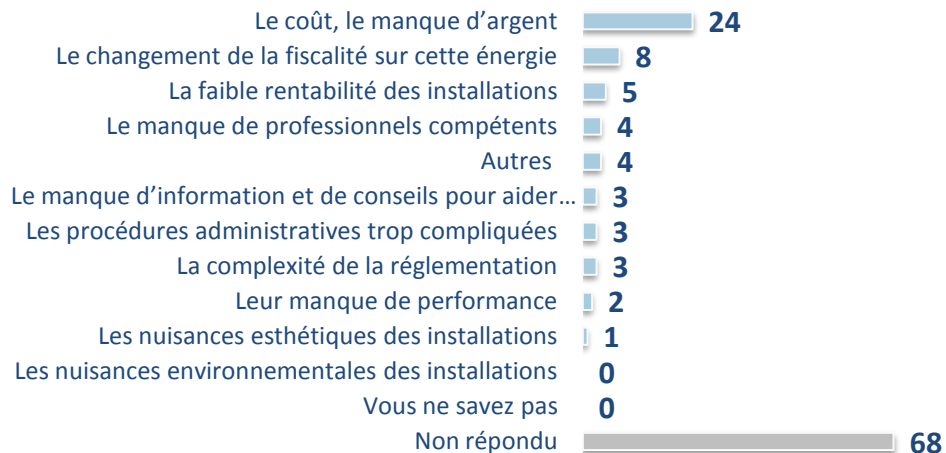 Le coût, le manque d’argent 24
Le changement de la fiscalité sur cette énergie 8
La faible rentabilité des installations 5
Le manque de professionnels compétents 4
Autres 4
Le manque d’information et de conseils pour aider… 3
Les procédures administratives trop compliquées 3
La complexité de la réglementation 3
Leur manque de performance 2
Les nuisances esthétiques des installations 1
Les nuisances environnementales des installations 0
Vous ne savez pas 0
Non répondu 68